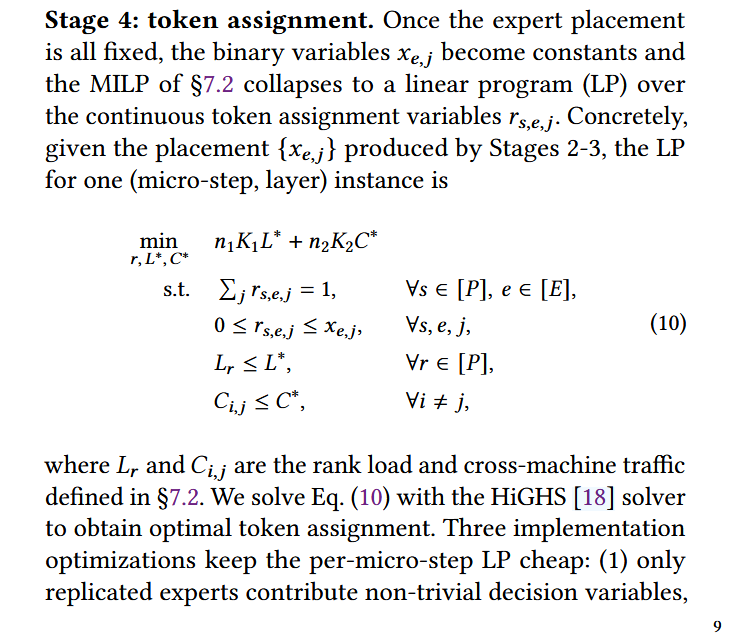 Stage 4: token assignment. Once the expert placement
is all fixed, the binary variables x_{e,j} become constants and
the MILP of §7.2 collapses to a linear program (LP) over
the continuous token assignment variables r_{s,e,j}. Concretely,
given the placement {x_{e,j}} produced by Stages 2-3, the LP
for one (micro-step, layer) instance is
min_{r,L*,C*} n_1K_1L* + n_2K_2C*
s.t. ∑_j r_{s,e,j} = 1, ∀s ∈ [P], e ∈ [E],
0 ≤ r_{s,e,j} ≤ x_{e,j}, ∀s, e, j, (10)
L_r ≤ L*, ∀r ∈ [P],
C_{i,j} ≤ C*, ∀i ≠ j,
where L_r and C_{i,j} are the rank load and cross-machine traffic
defined in §7.2. We solve Eq. (10) with the HiGHS [18] solver
to obtain optimal token assignment. Three implementation
optimizations keep the per-micro-step LP cheap: (1) only
replicated experts contribute non-trivial decision variables,
9